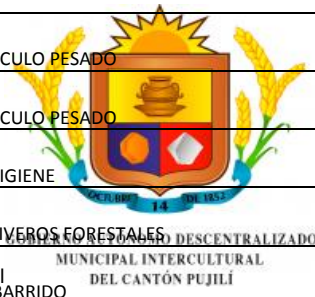 CULO PESADO
CULO PESADO
IGIENE
OCTUBRE 14 DE 1852
IVEROS FORESTALES
GOBIERNO AUTÓNOMO DESCENTRALIZADO
MUNICIPAL INTERCULTURAL
DEL CANTÓN PUJILÍ
I
BARRIDO